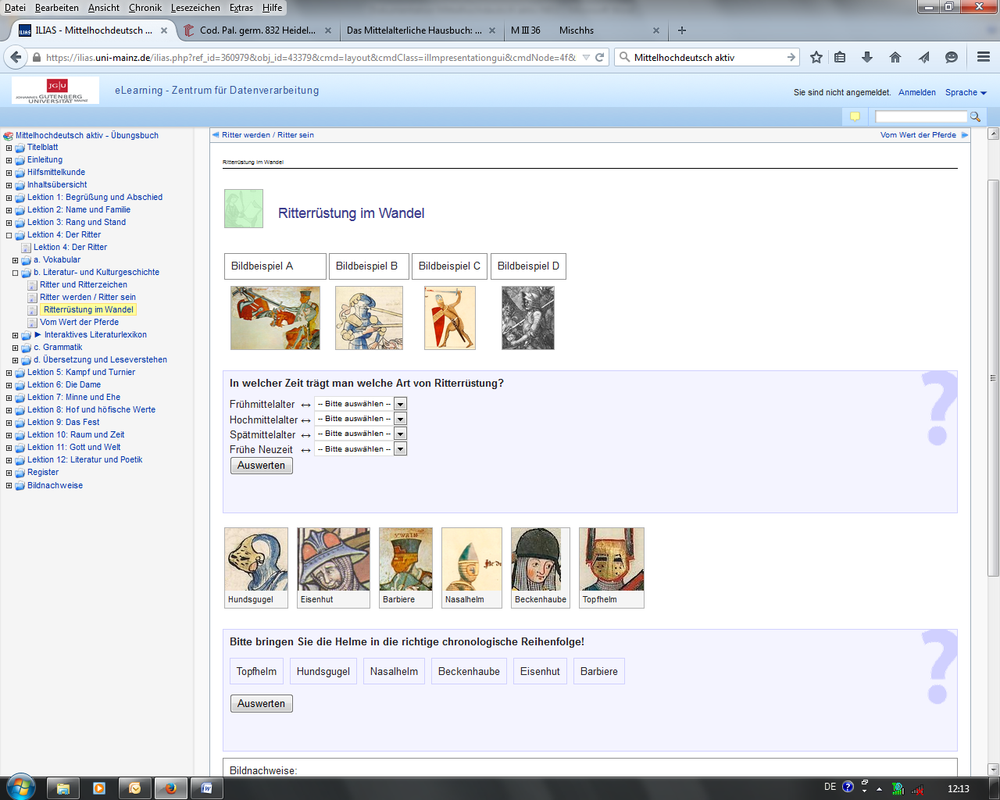 Datei Bearbeiten Ansicht Chronik Lesezeichen Extras Hilfe
ILIAS - Mittelhochdeutsch ... Cod. Pal. germ. 832 Heidel... Das Mittelalterliche Hausbuch: ... M III 36 Mischhs
https://ilias.uni-mainz.de/ilias.php?ref_id=360979&obj_id=43379&cmd=layout&cmdClass=illmpresentationgui&cmdNode=4f& Mittelhochdeutsch aktiv
JG|U
JOHANNES GUTENBERG
UNIVERSITÄT MAINZ
eLearning - Zentrum für Datenverarbeitung
Sie sind nicht angemeldet. Anmelden Sprache
Mittelhochdeutsch aktiv - Übungsbuch
Titelblatt
Einleitung
Hilfsmittelkunde
Inhaltsübersicht
Lektion 1: Begrüßung und Abschied
Lektion 2: Name und Familie
Lektion 3: Rang und Stand
Lektion 4: Der Ritter
Lektion 4: Der Ritter
a. Vokabular
b. Literatur- und Kulturgeschichte
Ritter und Ritterzeichen
Ritter werden / Ritter sein
Ritterrüstung im Wandel
Vom Wert der Pferde
► Interaktives Literaturlexikon
c. Grammatik
d. Übersetzung und Leseverstehen
Lektion 5: Kampf und Turnier
Lektion 6: Die Dame
Lektion 7: Minne und Ehe
Lektion 8: Hof und höfische Werte
Lektion 9: Das Fest
Lektion 10: Raum und Zeit
Lektion 11: Gott und Welt
Lektion 12: Literatur und Poetik
Register
Bildnachweise
Ritter werden / Ritter sein Vom Wert der Pferde
Ritterrüstung im Wandel
Ritterrüstung im Wandel
Bildbeispiel A Bildbeispiel B Bildbeispiel C Bildbeispiel D
In welcher Zeit trägt man welche Art von Ritterrüstung?
Frühmittelalter ↔ -- Bitte auswählen --
Hochmittelalter ↔ -- Bitte auswählen --
Spätmittelalter ↔ -- Bitte auswählen --
Frühe Neuzeit ↔ -- Bitte auswählen --
Auswerten
?
Hundsgugel Eisenhut Barbiere Nasalhelm Beckenhaube Topfhelm
Bitte bringen Sie die Helme in die richtige chronologische Reihenfolge!
Topfhelm Hundsgugel Nasalhelm Beckenhaube Eisenhut Barbiere
Auswerten
?
Bildnachweise:
DE 12:13